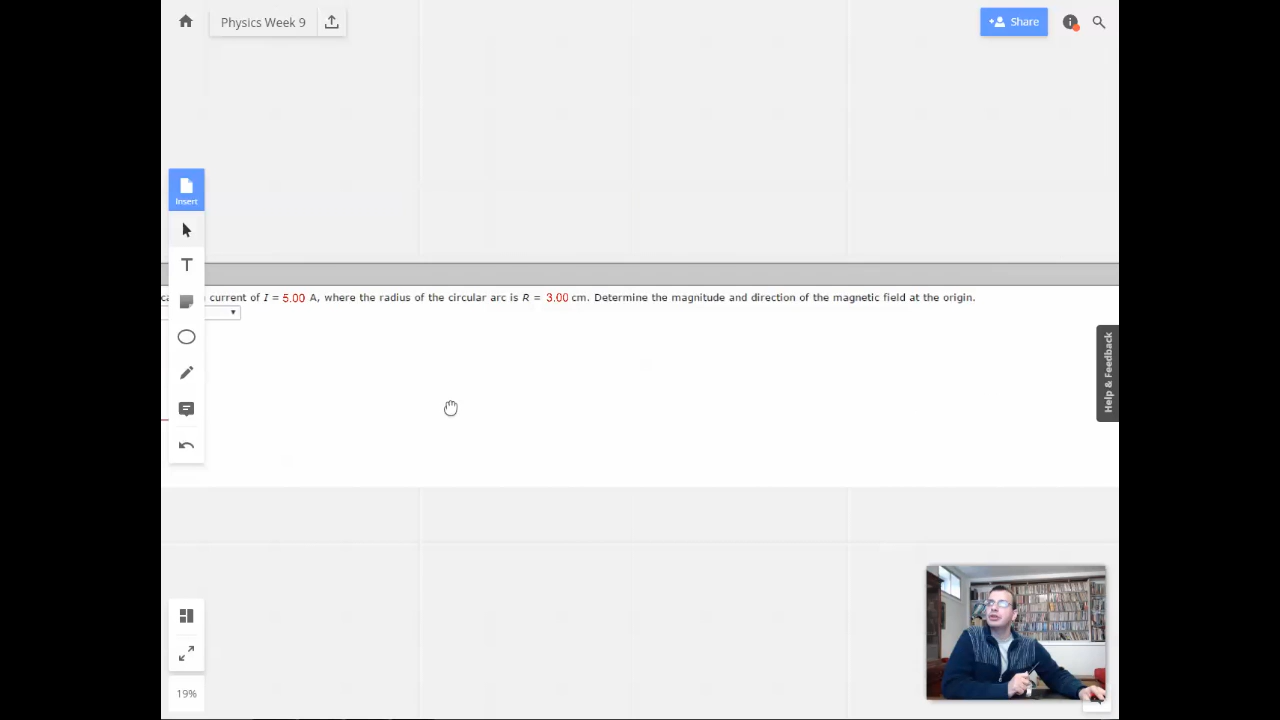 Physics Week 9
Share
Insert
current of I = 5.00 A, where the radius of the circular arc is R = 3.00 cm. Determine the magnitude and direction of the magnetic field at the origin.
Help & Feedback
19%